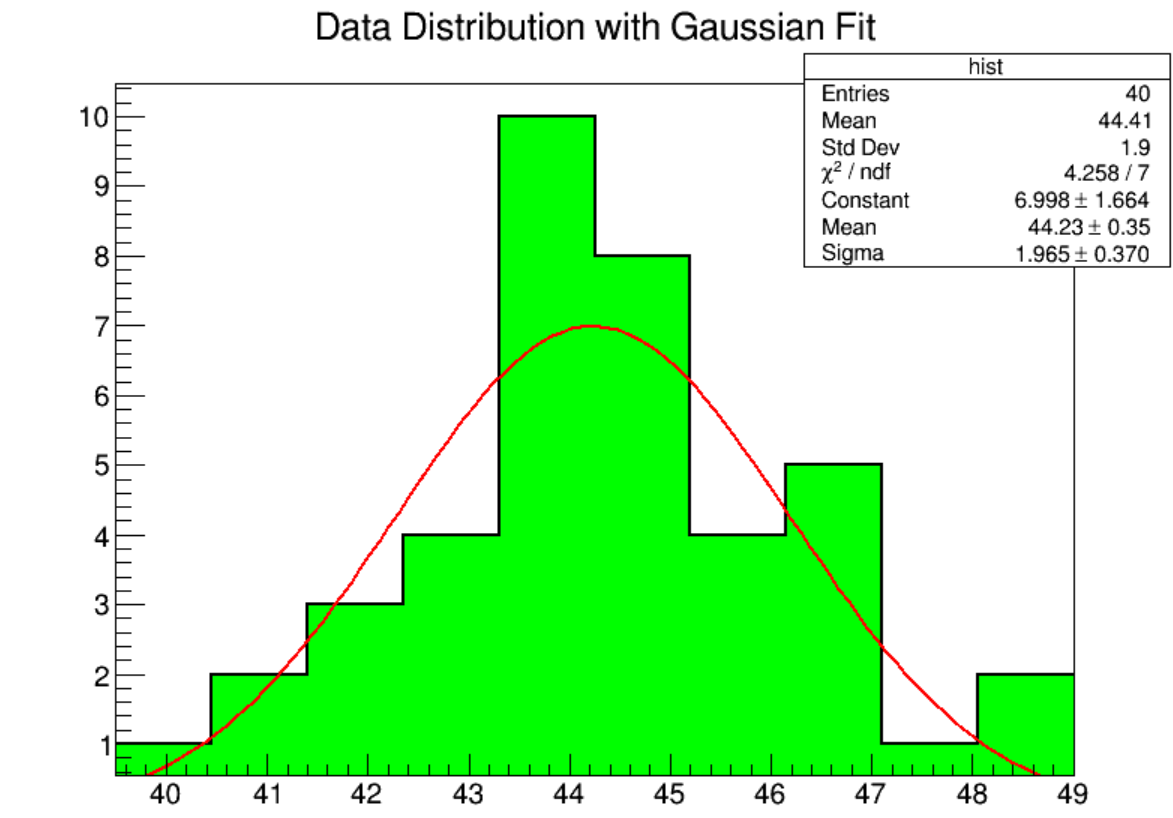 Data Distribution with Gaussian Fit
hist
Entries 40
Mean 44.41
Std Dev 1.9
χ² / ndf 4.258 / 7
Constant 6.998 ± 1.664
Mean 44.23 ± 0.35
Sigma 1.965 ± 0.370
10
9
8
7
6
5
4
3
2
1
40 41 42 43 44 45 46 47 48 49